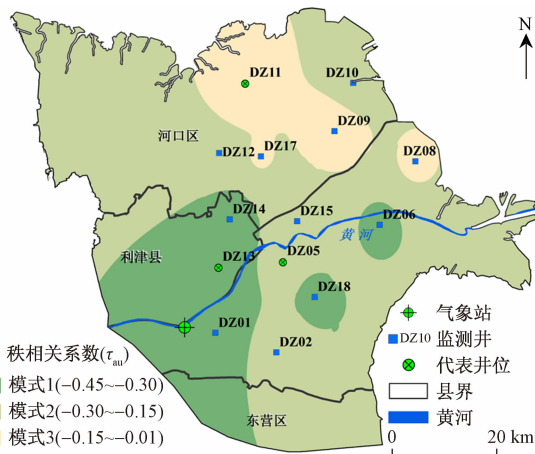 N
DZ11
DZ10
DZ09
河口区
DZ12
DZ17
DZ08
DZ14
DZ15
DZ06
黄河
利津县
DZ13
DZ05
DZ18
DZ01
DZ02
东营区
秩相关系数(τau)
模式1(−0.45~−0.30)
模式2(−0.30~−0.15)
模式3(−0.15~−0.01)
气象站
DZ10 监测井
代表井位
县界
黄河
0 20 km